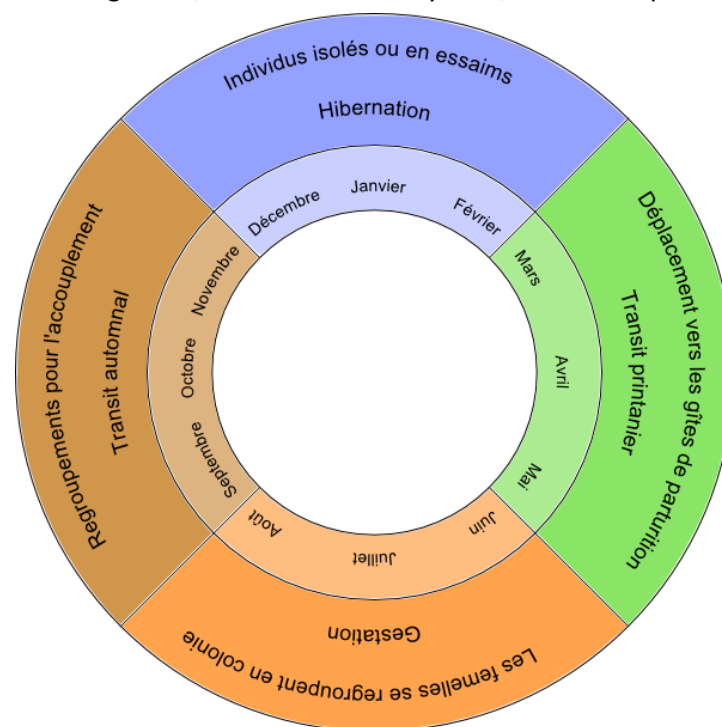 Individus isolés ou en essaims
Hibernation
Décembre
Janvier
Février
Déplacement vers les gîtes de parturition
Transit printanier
Mars
Avril
Mai
Les femelles se regroupent en colonie
Gestation
Juin
Juillet
Août
Regroupements pour l'accouplement
Transit automnal
Septembre
Octobre
Novembre